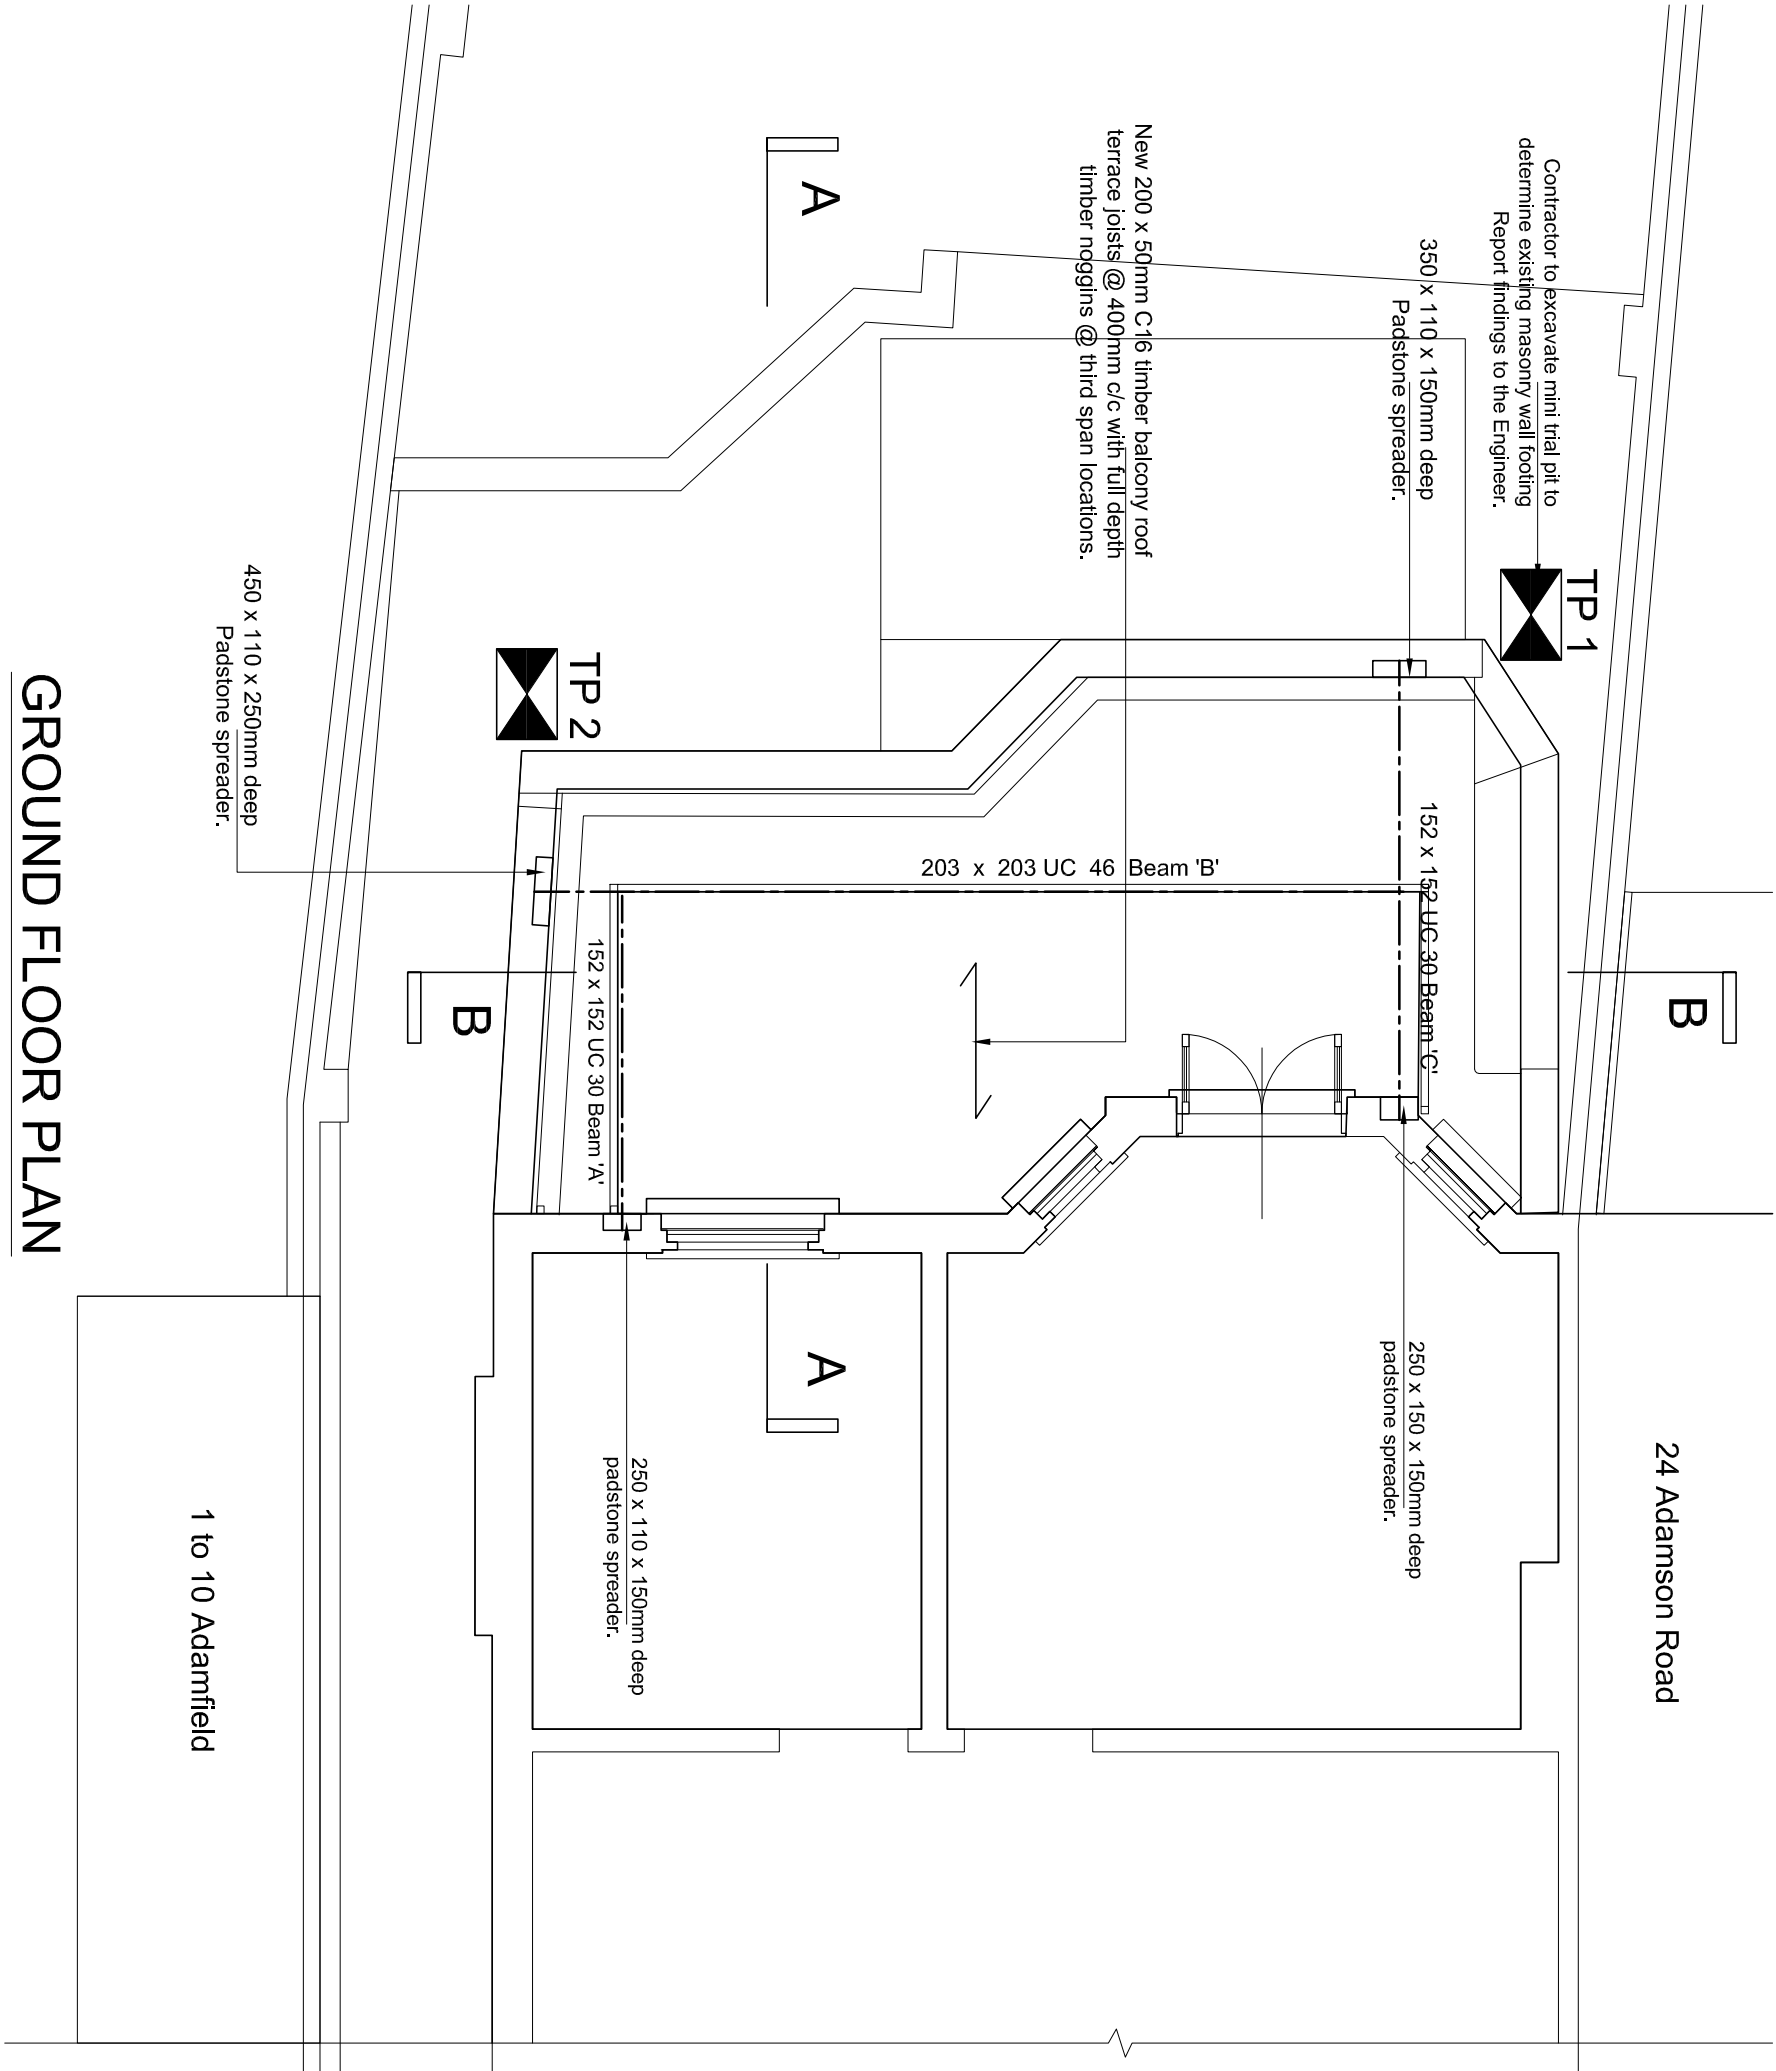 Contractor to excavate mini trial pit to
determine existing masonry wall footing
Report findings to the Engineer.
TP 1
350 x 110 x 150mm deep
Padstone spreader.
New 200 x 50mm C16 timber balcony roof
terrace joists @ 400mm c/c with full depth
timber noggins @ third span locations.
A
TP 2
450 x 110 x 250mm deep
Padstone spreader.
203 x 203 UC 46 Beam 'B'
152 x 152 UC 30 Beam 'C'
152 x 152 UC 30 Beam 'A'
B
B
A
24 Adamson Road
250 x 150 x 150mm deep
padstone spreader.
250 x 110 x 150mm deep
padstone spreader.
1 to 10 Adamfield
GROUND FLOOR PLAN